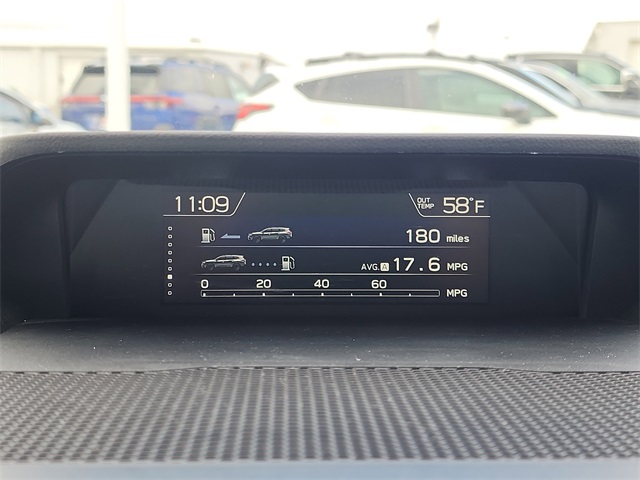 11:09 OUT TEMP 58°F
180 miles
AVG. A 17.6 MPG
0 20 40 60 MPG